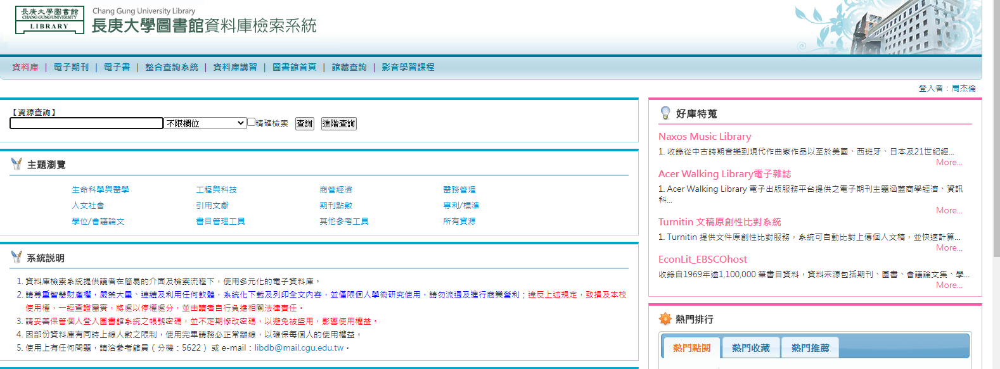 長庚大學圖書館
CHANG GUNG UNIVERSITY
LIBRARY
Chang Gung University Library
長庚大學圖書館資料庫檢索系統
資料庫 | 電子期刊 | 電子書 | 整合查詢系統 | 資料庫講習 | 圖書館首頁 | 館藏查詢 | 影音學習課程
登入者：周杰倫
【資源查詢】
不限欄位 精確檢索 查詢 進階查詢
主題瀏覽
生命科學與醫學 工程與科技 商管經濟 醫務管理
人文社會 引用文獻 期刊點數 專利/標準
學位/會議論文 書目管理工具 其他參考工具 所有資源
系統說明
1. 資料庫檢索系統提供讀者在簡易的介面及檢索流程下，使用多元化的電子資料庫。
2. 請尊重智慧財產權，嚴禁大量、連續及利用任何軟體，系統化下載及列印全文內容，並僅限個人學術研究使用，請勿流通及進行商業營利；違反上述規定，致損及本校
使用權，一經查證屬實，將處以停權處分，並由讀者自行負擔相關法律責任。
3. 請妥善保管個人登入圖書館系統之帳號密碼，並不定期修改密碼，以避免被盜用，影響使用權益。
4. 因部份資料庫有同時上線人數之限制，使用完畢請務必正常離線，以確保每個人的使用權益。
5. 使用上有任何問題，請洽參考館員（分機：5622） 或 e-mail：libdb@mail.cgu.edu.tw。
好庫特蒐
Naxos Music Library
1. 收錄從中古時期音樂到現代作曲家作品以至於美國、西班牙、日本及21世紀經...
More...
Acer Walking Library電子雜誌
1. Acer Walking Library 電子出版服務平台提供之電子期刊主題涵蓋商學經濟、資訊
科...
More...
Turnitin 文稿原創性比對系統
1. Turnitin 提供文件原創性比對服務，系統可自動比對上傳個人文稿，並快速計算...
More...
EconLit_EBSCOhost
收錄自1969年逾1,100,000 筆書目資料，資料來源包括期刊、圖書、會議論文集、學...
More...
熱門排行
熱門點閱 熱門收藏 熱門推薦